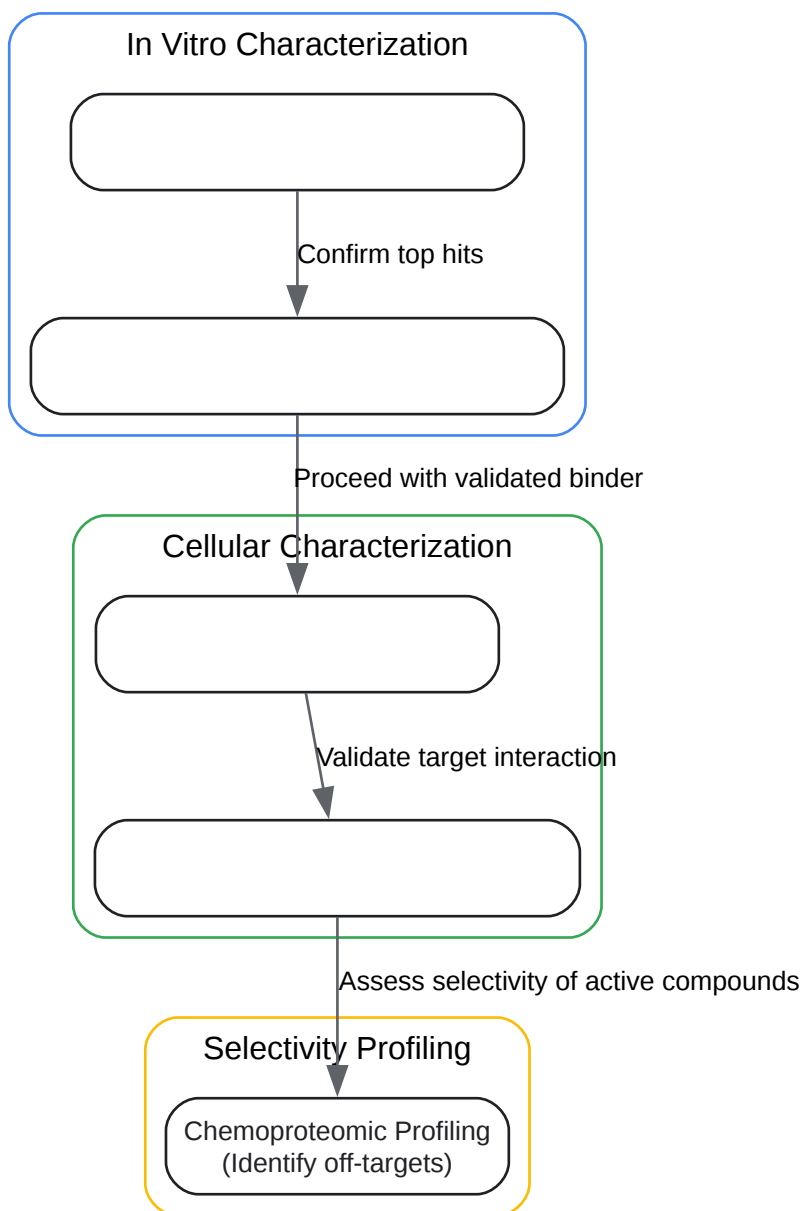 In Vitro Characterization
Confirm top hits
Proceed with validated binder
Cellular Characterization
Validate target interaction
Assess selectivity of active compounds
Selectivity Profiling
Chemoproteomic Profiling
(Identify off-targets)